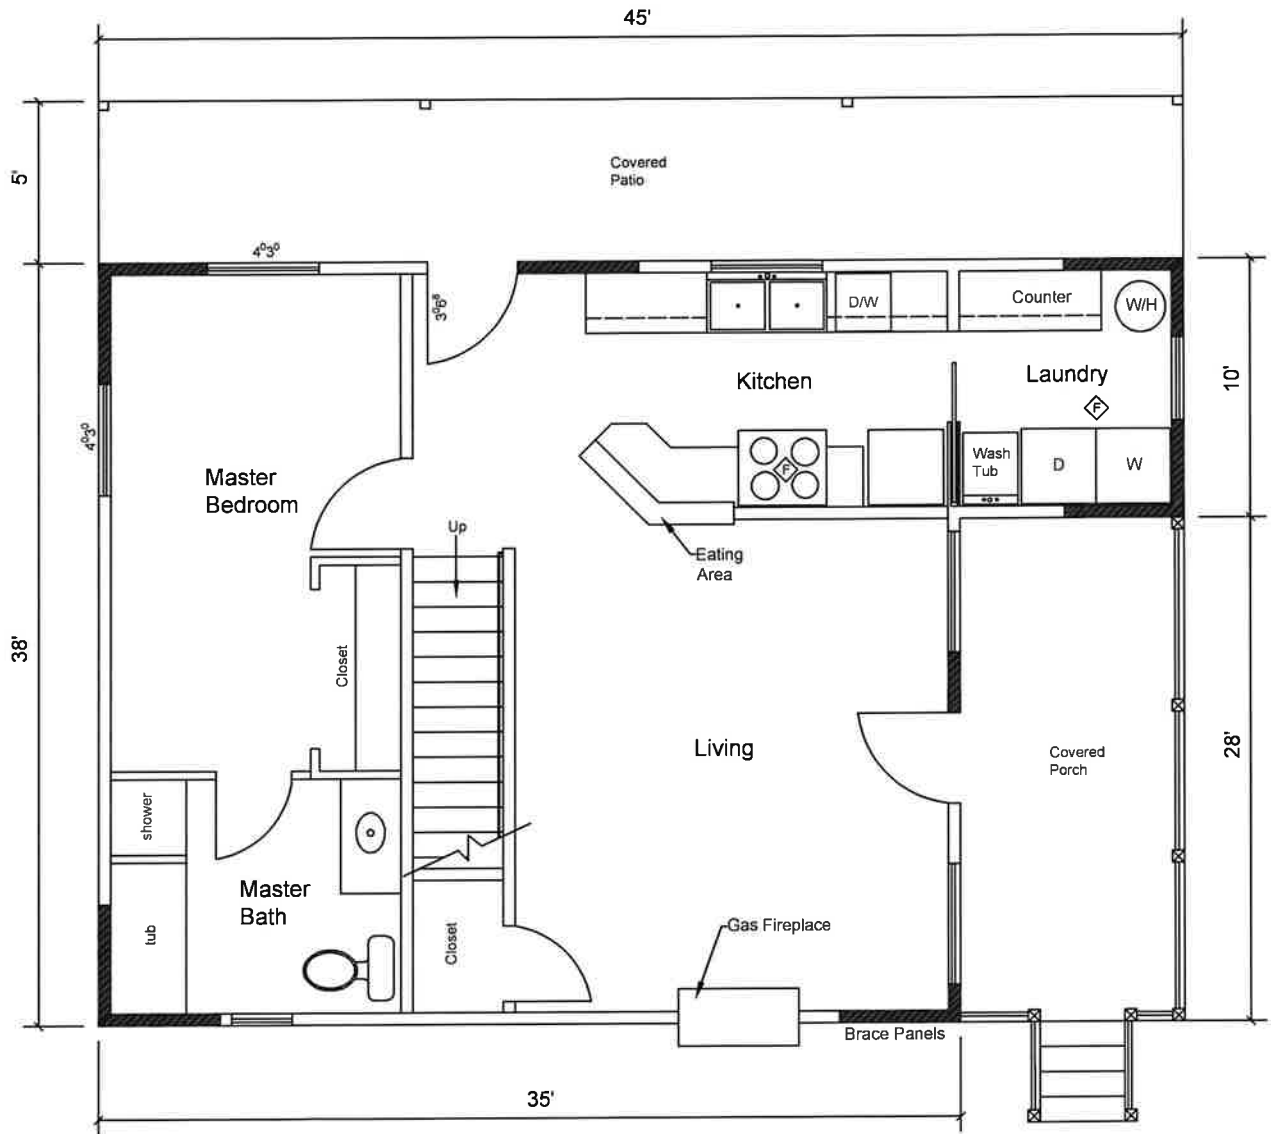 45'
5'
Covered
Patio
4⁰3⁰
3⁰6⁸
D/W
Counter
W/H
10'
Kitchen
Laundry
F
4⁰3⁰
Master
Bedroom
F
Wash
Tub
D
W
Up
Eating
Area
38'
Closet
Living
Covered
Porch
28'
shower
Master
Bath
tub
Closet
Gas Fireplace
Brace Panels
35'